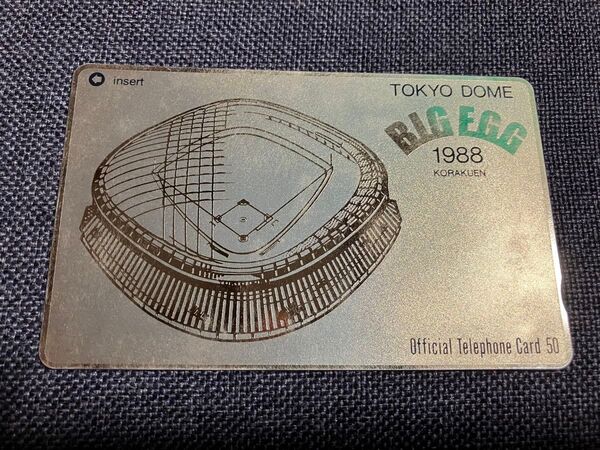 insert
TOKYO DOME
BIG EGG
1988
KORAKUEN
Official Telephone Card 50